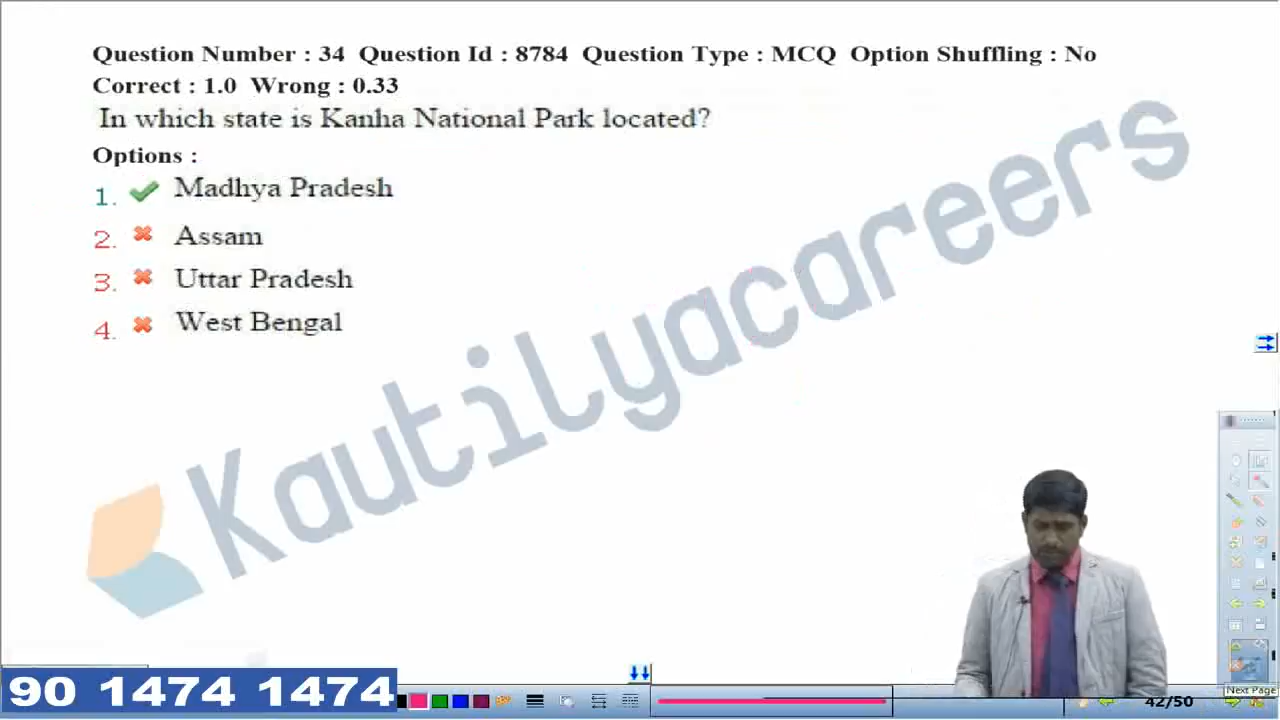 Question Number : 34 Question Id : 8784 Question Type : MCQ Option Shuffling : No
Correct : 1.0 Wrong : 0.33
In which state is Kanha National Park located?
Options :
1. Madhya Pradesh
2. Assam
3. Uttar Pradesh
4. West Bengal
Kautilyacareers
90 1474 1474
42/50
Next Page